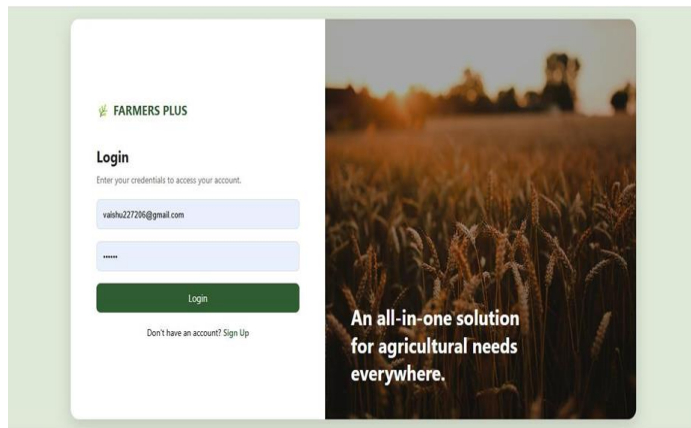 FARMERS PLUS
Login
Enter your credentials to access your account.
vaishu227206@gmail.com
••••••
Login
Don't have an account? Sign Up
An all-in-one solution
for agricultural needs
everywhere.